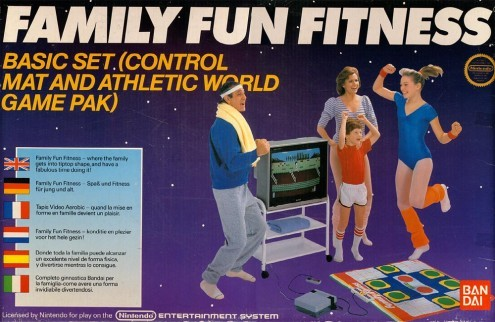 FAMILY FUN FITNESS
BASIC SET (CONTROL
MAT AND ATHLETIC WORLD
GAME PAK)
Family Fun Fitness – where the family
gets into tiptop shape, and have a
fabulous time doing it!
Family Fun Fitness – Spaß und Fitness
für jung und alt.
Tapis Vidéo Aerobic – quand la mise en
forme en famille devient un plaisir.
Family Fun Fitness – konditie en plezier
voor het hele gezin!
Donde toda la familia puede alcanzar
un excelente nivel de forma física,
y divertirse mientras lo consigue.
Completo ginnastica Bandai per
la famiglia-come avere una forma
invidiabile divertendosi.
Licensed by Nintendo for play on the Nintendo ENTERTAINMENT SYSTEM
Nintendo
BAN
DAI